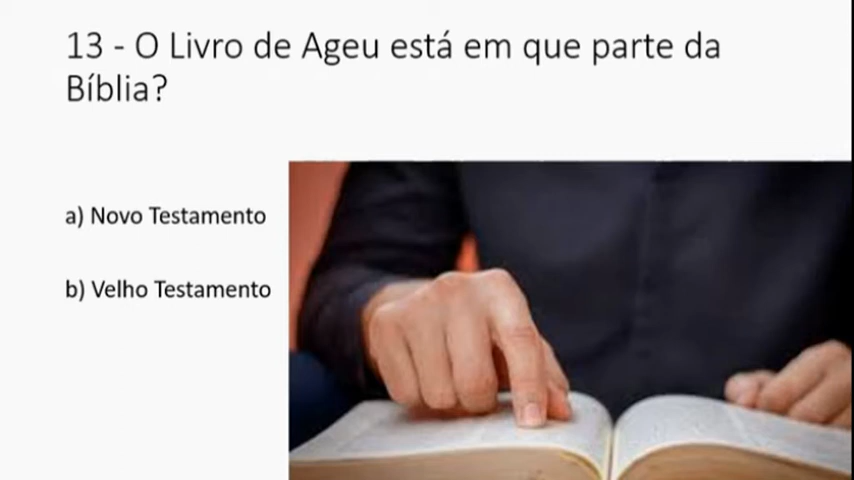 13 - O Livro de Ageu está em que parte da
Bíblia?
a) Novo Testamento
b) Velho Testamento